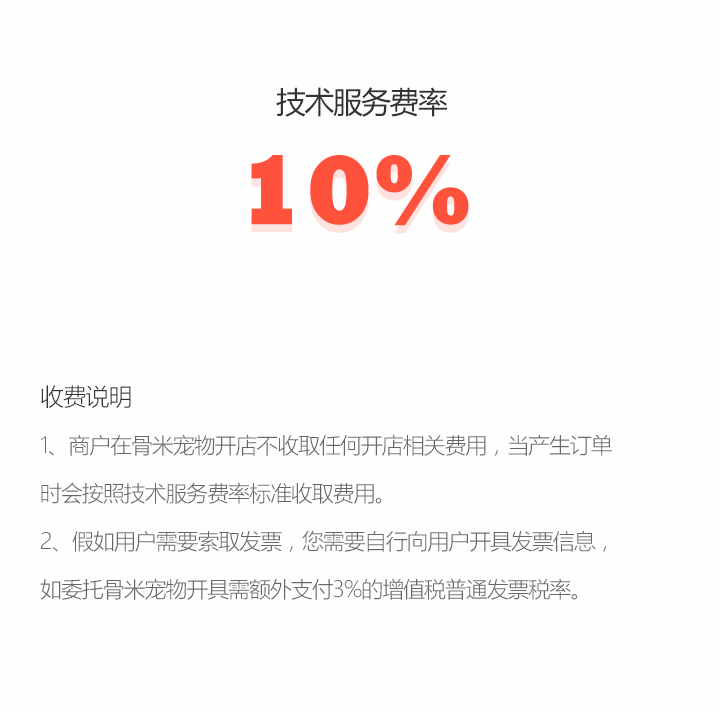 技术服务费率
10%
收费说明
1、商户在骨米宠物开店不收取任何开店相关费用，当产生订单
时会按照技术服务费率标准收取费用。
2、假如用户需要索取发票，您需要自行向用户开具发票信息，
如委托骨米宠物开具需额外支付3%的增值税普通发票税率。